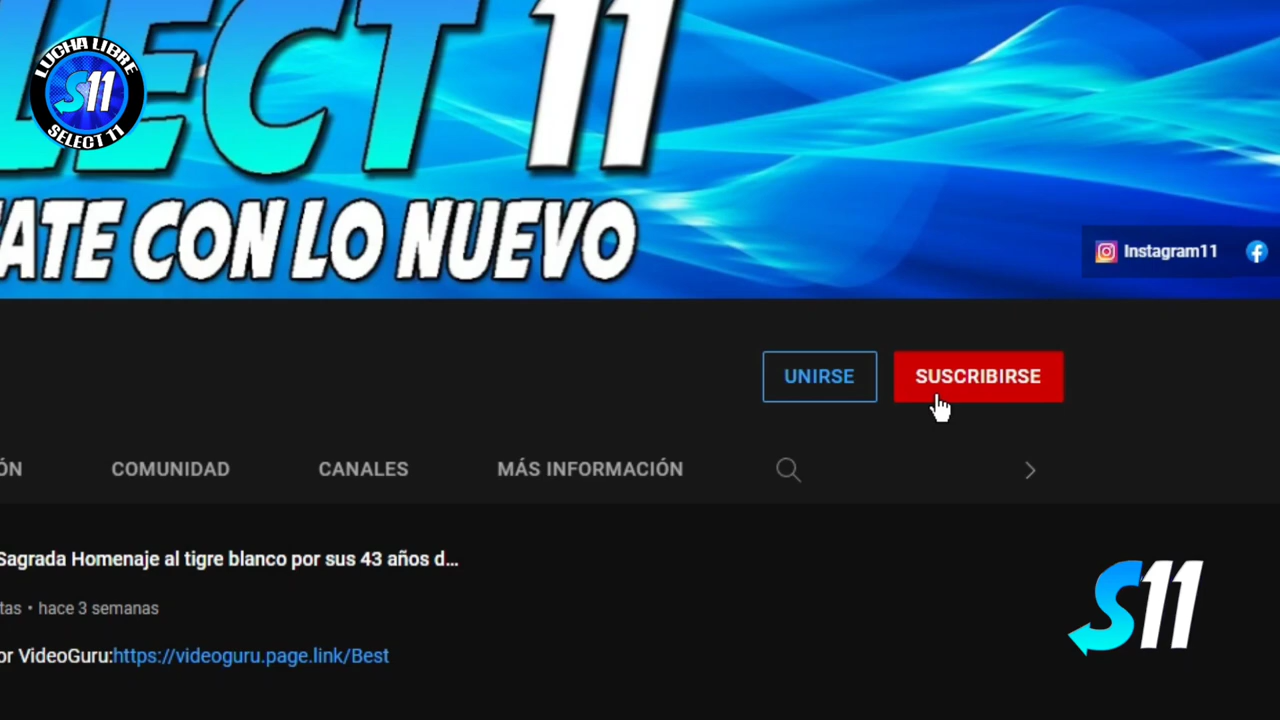 LECT 11
LUCHA LIBRE
S11
SELECT 11
ATE CON LO NUEVO
Instagram11
UNIRSE
SUSCRIBIRSE
ÓN
COMUNIDAD
CANALES
MÁS INFORMACIÓN
Sagrada Homenaje al tigre blanco por sus 43 años d...
tas • hace 3 semanas
or VideoGuru:https://videoguru.page.link/Best
S11